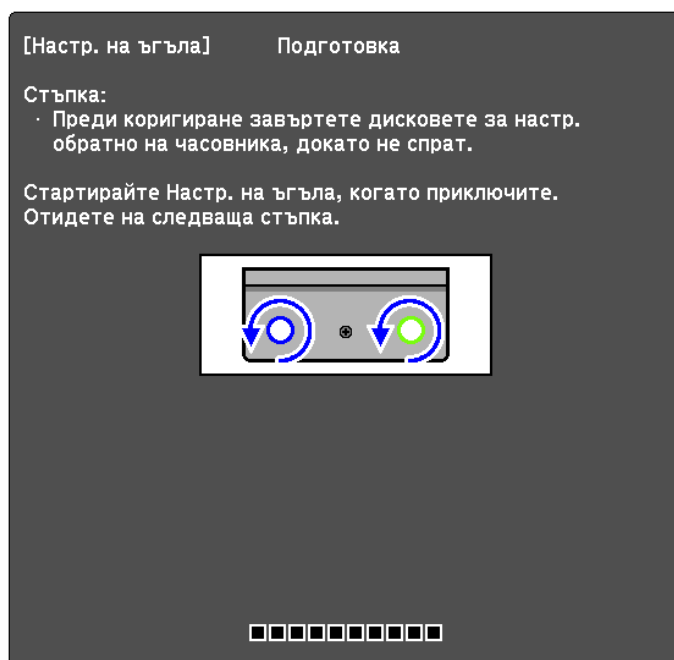 [Настр. на ъгъла] Подготовка
Стъпка:
· Преди коригиране завъртете дисковете за настр.
обратно на часовника, докато не спрат.
Стартирайте Настр. на ъгъла, когато приключите.
Отидете на следваща стъпка.